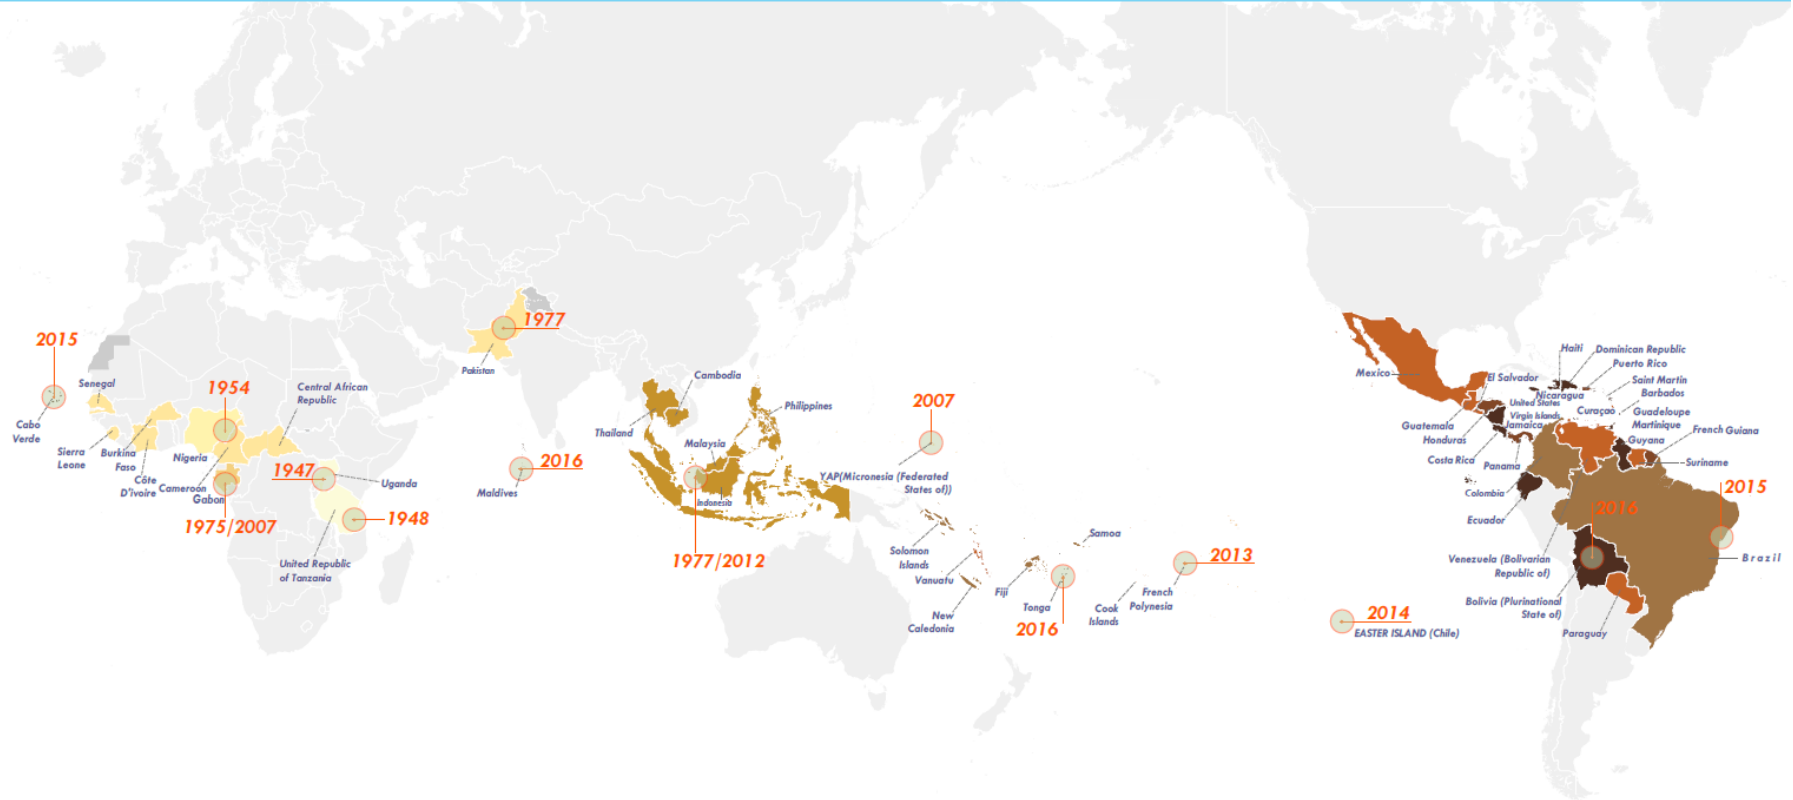 2015
Senegal
Cabo
Verde
Sierra
Leone
Burkina
Faso
Côte
D'ivoire
Cameroon
Nigeria
1954
Central African
Republic
Gabon
1975/2007
1947
Uganda
1948
United Republic
of Tanzania
1977
Pakistan
2016
Maldives
Thailand
Cambodia
Philippines
Malaysia
Indonesia
1977/2012
2007
YAP(Micronesia (Federated
States of))
Solomon
Islands
Vanuatu
New
Caledonia
Fiji
Samoa
Tonga
2016
Cook
Islands
French
Polynesia
2013
2014
EASTER ISLAND (Chile)
Mexico
Guatemala
Honduras
El Salvador
Nicaragua
Costa Rica
Panama
Haiti
Dominican Republic
Puerto Rico
Saint Martin
Barbados
United States
Virgin Islands
Jamaica
Curaçao
Guadeloupe
Martinique
Guyana
French Guiana
Suriname
Colombia
Ecuador
Venezuela (Bolivarian
Republic of)
2016
Bolivia (Plurinational
State of)
Paraguay
2015
Brazil